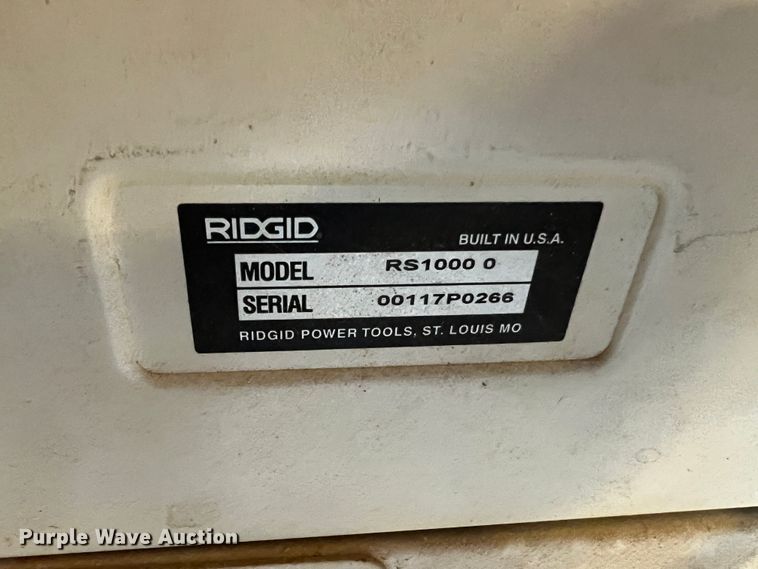 RIDGID
BUILT IN U.S.A.
MODEL RS1000 0
SERIAL 00117P0266
RIDGID POWER TOOLS, ST. LOUIS MO
Purple Wave Auction